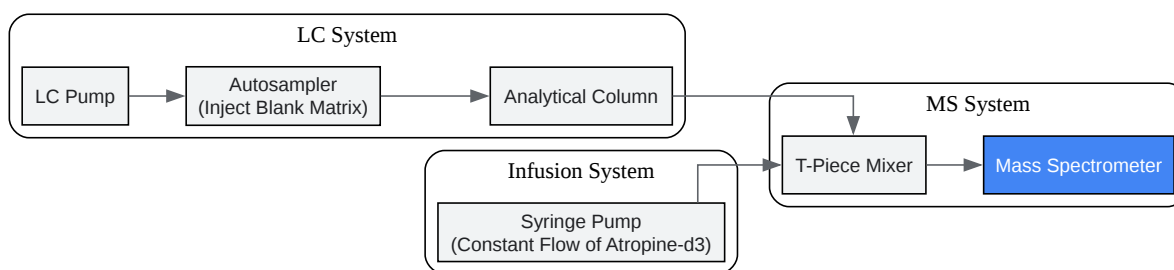 LC System
LC Pump
Autosampler
(Inject Blank Matrix)
Analytical Column
MS System
T-Piece Mixer
Mass Spectrometer
Infusion System
Syringe Pump
(Constant Flow of Atropine-d3)